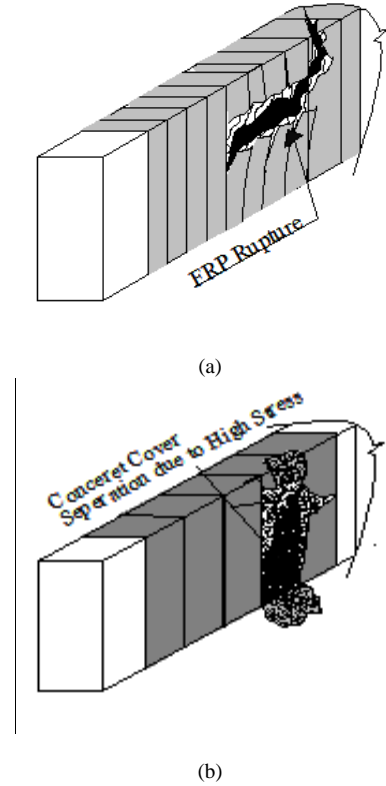 FRP Rupture
(a)
Conceret Cover
Seperation due to High Stress
(b)